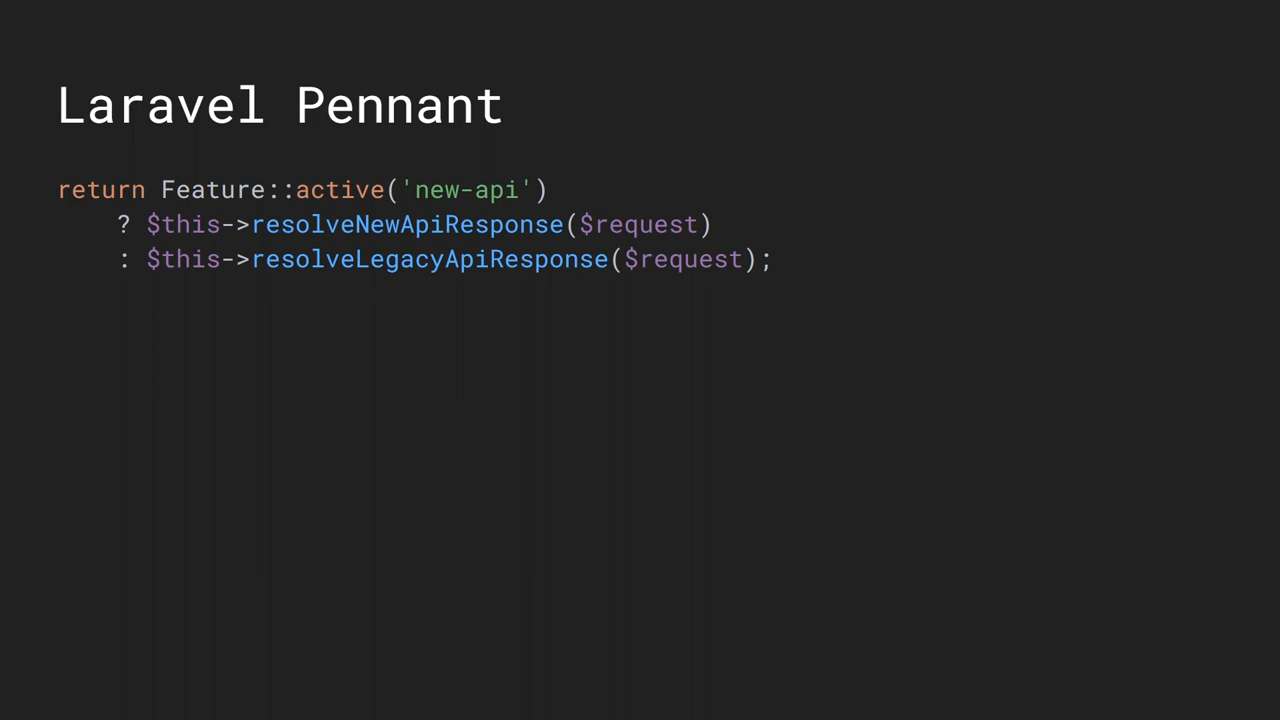 Laravel Pennant
return Feature::active('new-api')
    ? $this->resolveNewApiResponse($request)
    : $this->resolveLegacyApiResponse($request);